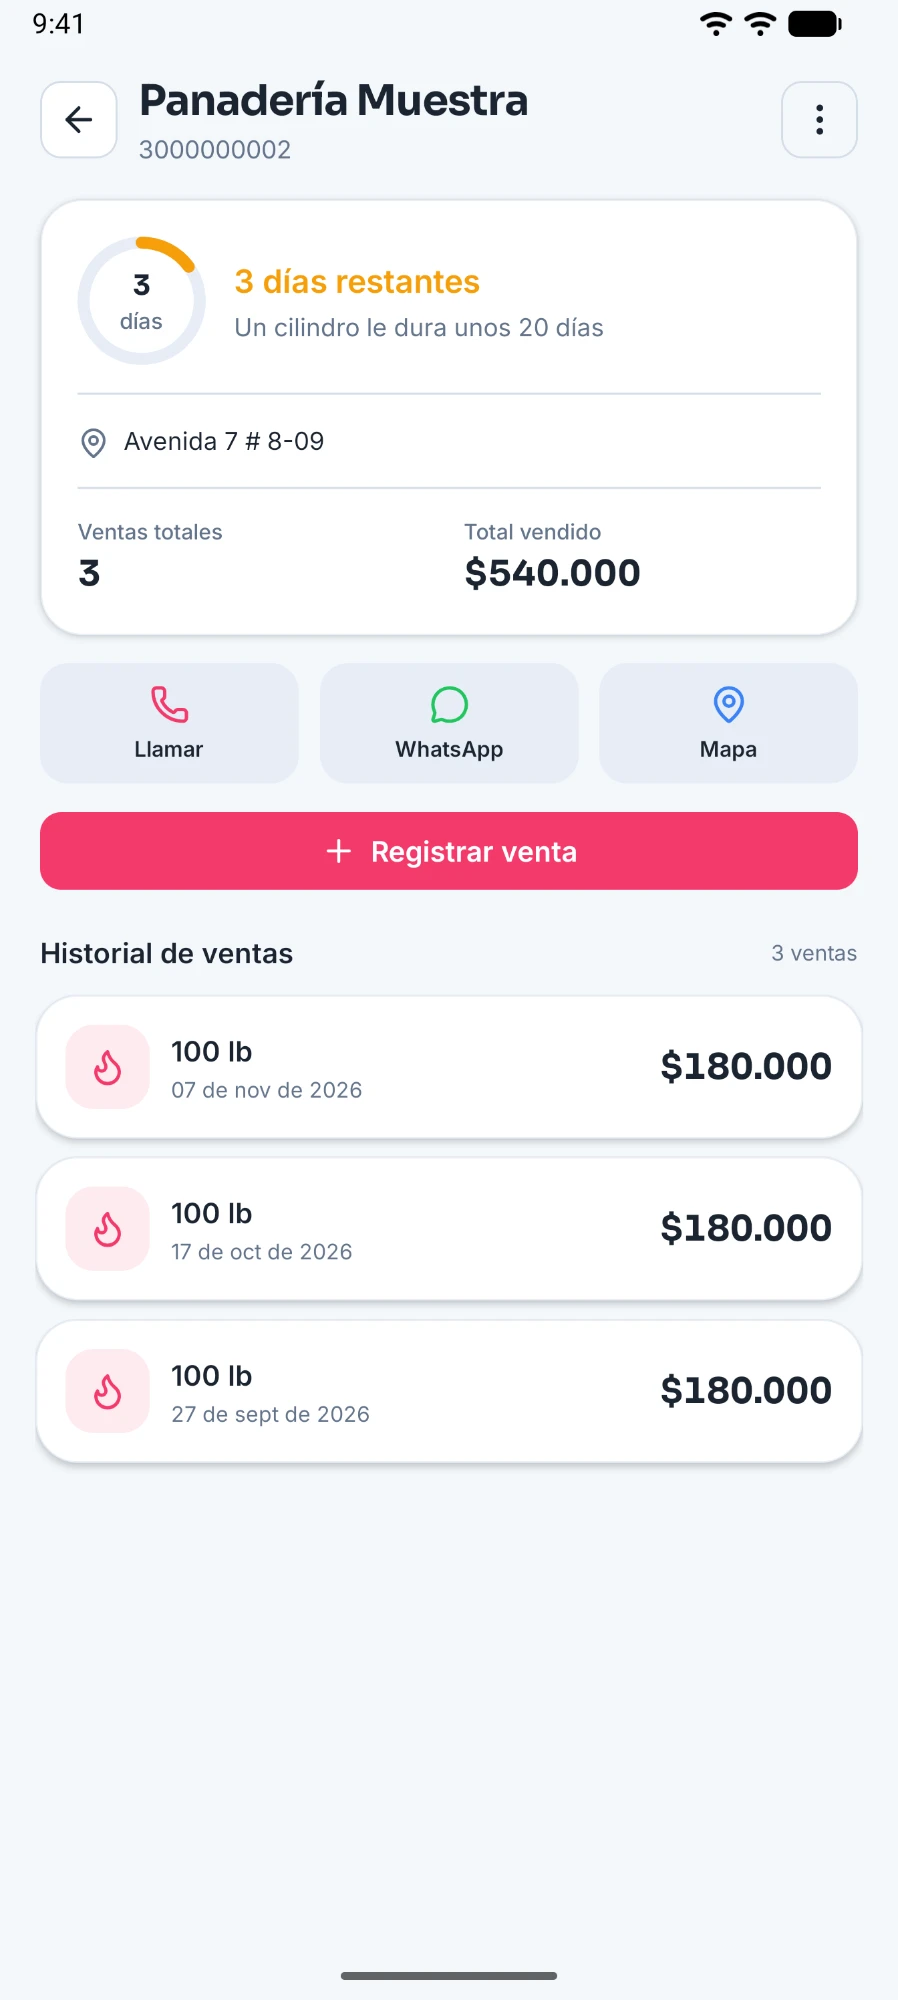 9:41
Panadería Muestra
3000000002
3
días
3 días restantes
Un cilindro le dura unos 20 días
Avenida 7 # 8-09
Ventas totales
3
Total vendido
$540.000
Llamar
WhatsApp
Mapa
Registrar venta
Historial de ventas
3 ventas
100 lb
07 de nov de 2026
$180.000
100 lb
17 de oct de 2026
$180.000
100 lb
27 de sept de 2026
$180.000